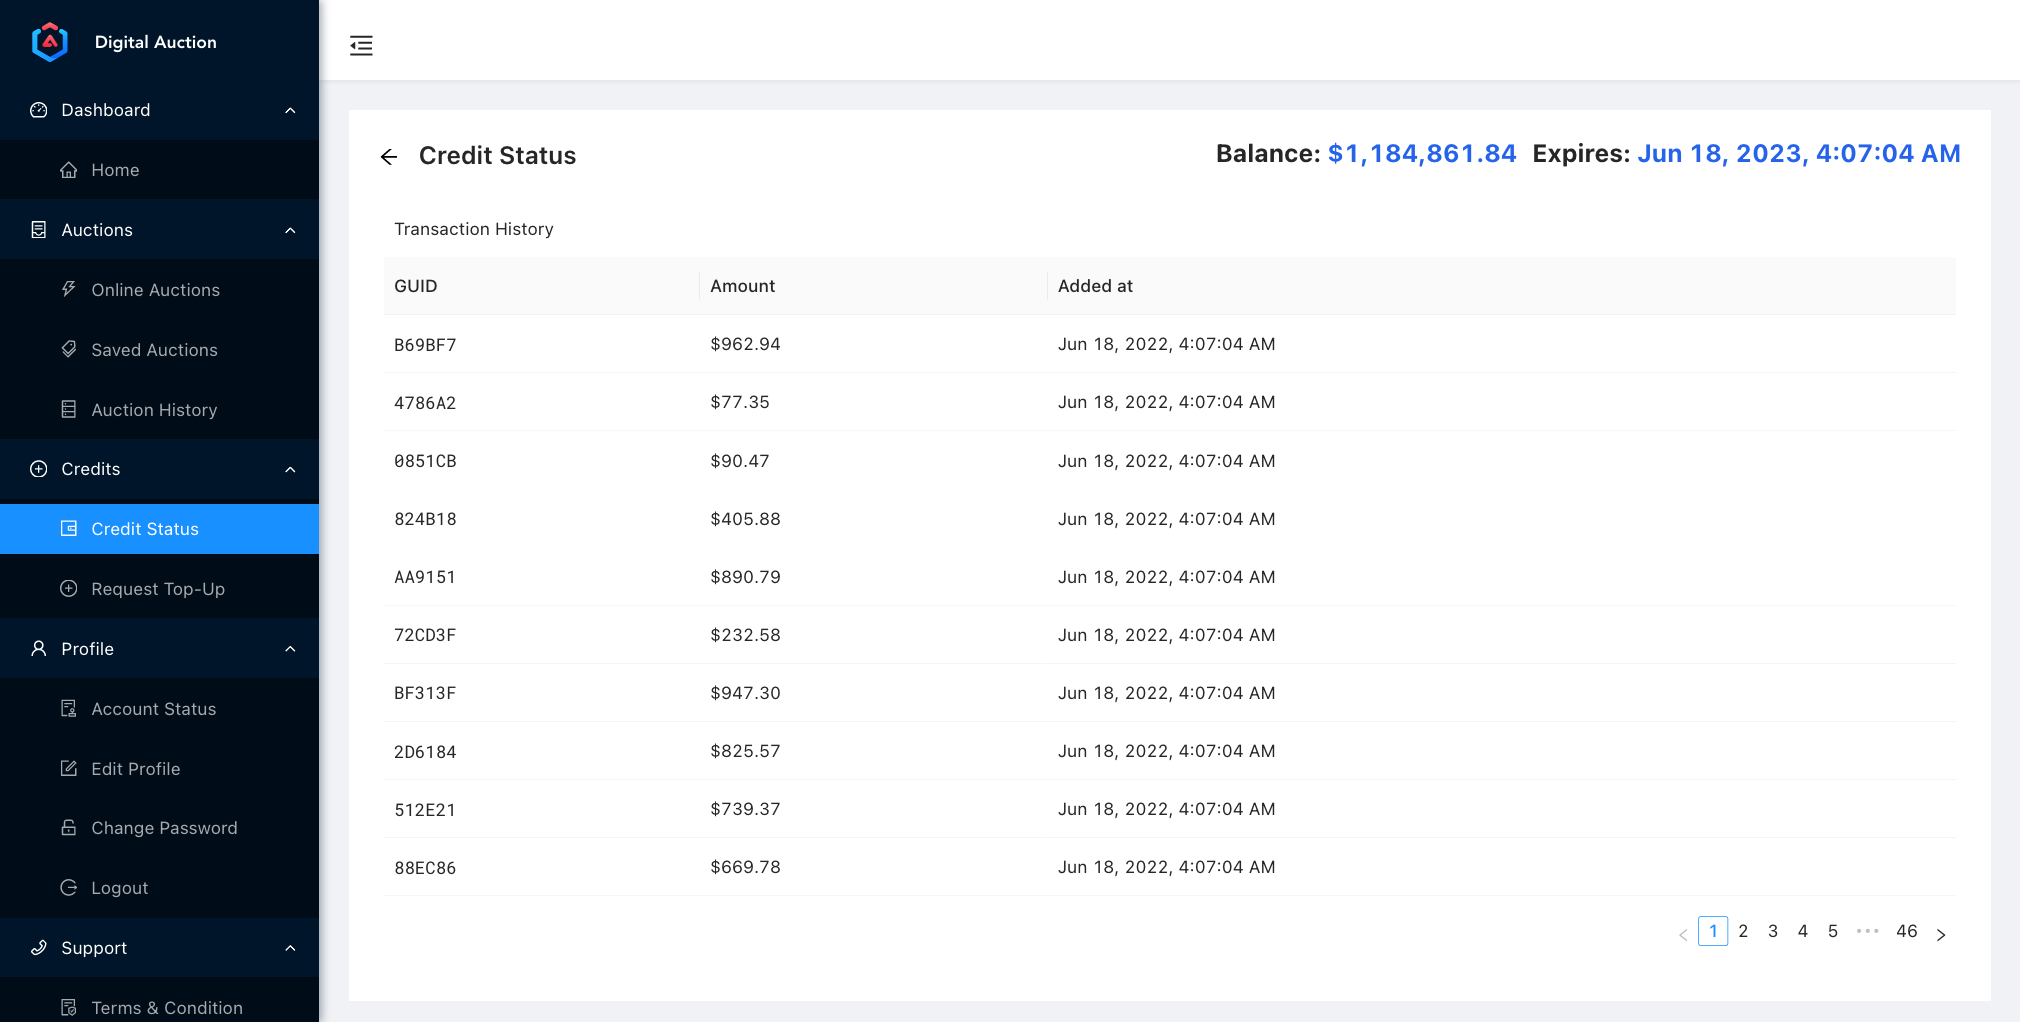 Digital Auction
Dashboard
Home
Auctions
Online Auctions
Saved Auctions
Auction History
Credits
Credit Status
Request Top-Up
Profile
Account Status
Edit Profile
Change Password
Logout
Support
Terms & Condition
Credit Status
Balance: $1,184,861.84 Expires: Jun 18, 2023, 4:07:04 AM
Transaction History
GUID Amount Added at
B69BF7 $962.94 Jun 18, 2022, 4:07:04 AM
4786A2 $77.35 Jun 18, 2022, 4:07:04 AM
0851CB $90.47 Jun 18, 2022, 4:07:04 AM
824B18 $405.88 Jun 18, 2022, 4:07:04 AM
AA9151 $890.79 Jun 18, 2022, 4:07:04 AM
72CD3F $232.58 Jun 18, 2022, 4:07:04 AM
BF313F $947.30 Jun 18, 2022, 4:07:04 AM
2D6184 $825.57 Jun 18, 2022, 4:07:04 AM
512E21 $739.37 Jun 18, 2022, 4:07:04 AM
88EC86 $669.78 Jun 18, 2022, 4:07:04 AM
< 1 2 3 4 5 ••• 46 >